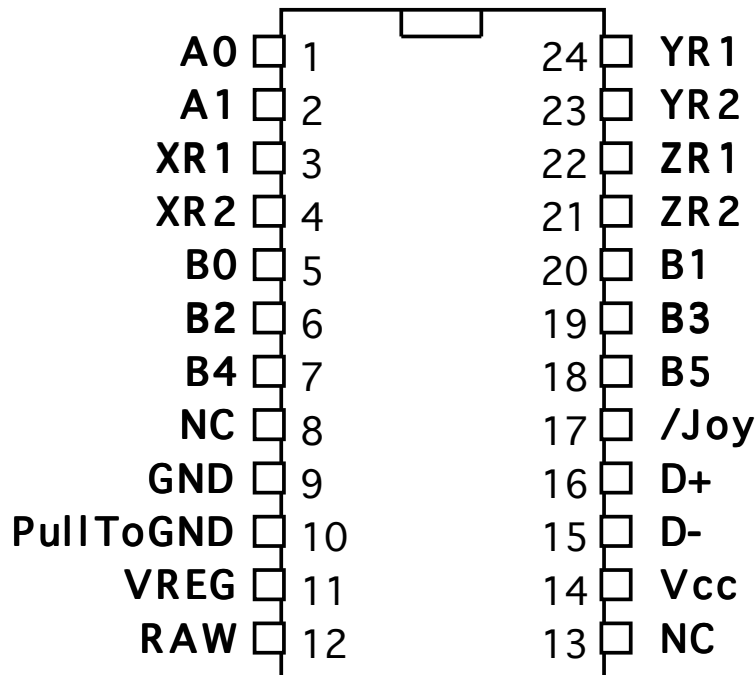 A0 1 24 YR1
A1 2 23 YR2
XR1 3 22 ZR1
XR2 4 21 ZR2
B0 5 20 B1
B2 6 19 B3
B4 7 18 B5
NC 8 17 /Joy
GND 9 16 D+
PullToGND 10 15 D-
VREG 11 14 Vcc
RAW 12 13 NC